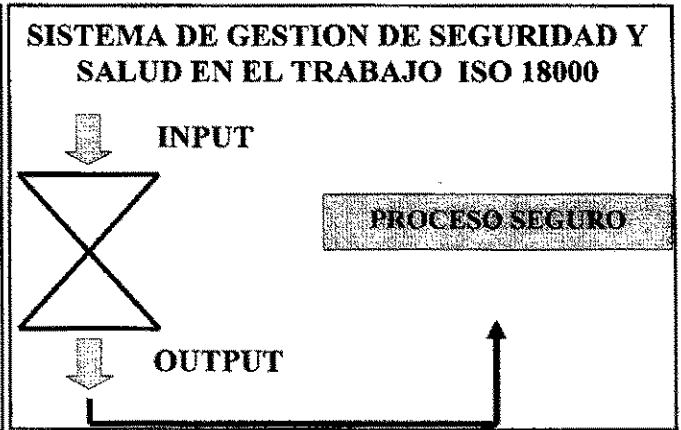 SISTEMA DE GESTION DE SEGURIDAD Y
SALUD EN EL TRABAJO ISO 18000
INPUT
PROCESO SEGURO
OUTPUT